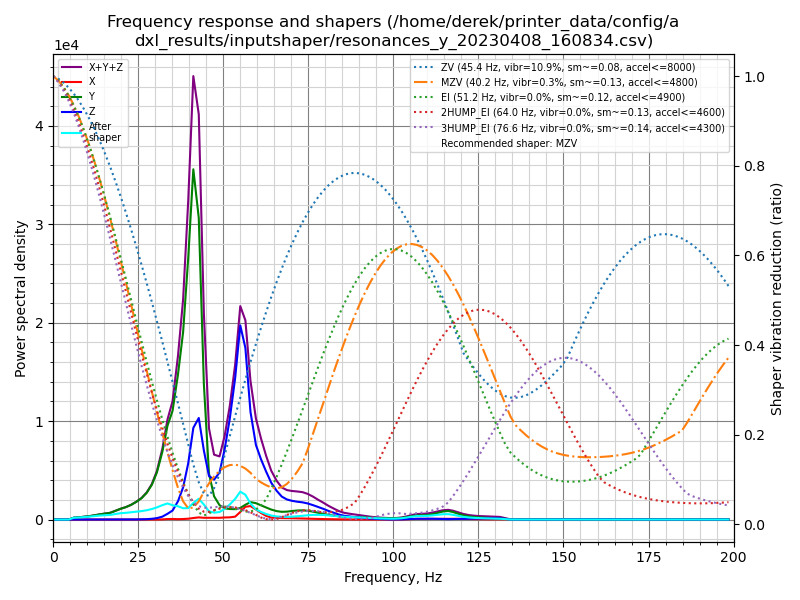 Frequency response and shapers (/home/derek/printer_data/config/a
dxl_results/inputshaper/resonances_y_20230408_160834.csv)
1e4
X+Y+Z
X
Y
Z
After
shaper
ZV (45.4 Hz, vibr=10.9%, sm~=0.08, accel<=8000)
MZV (40.2 Hz, vibr=0.3%, sm~=0.13, accel<=4800)
EI (51.2 Hz, vibr=0.0%, sm~=0.12, accel<=4900)
2HUMP_EI (64.0 Hz, vibr=0.0%, sm~=0.13, accel<=4600)
3HUMP_EI (76.6 Hz, vibr=0.0%, sm~=0.14, accel<=4300)
Recommended shaper: MZV
Power spectral density
4
3
2
1
0
1.0
0.8
0.6
0.4
0.2
0.0
Shaper vibration reduction (ratio)
0 25 50 75 100 125 150 175 200
Frequency, Hz